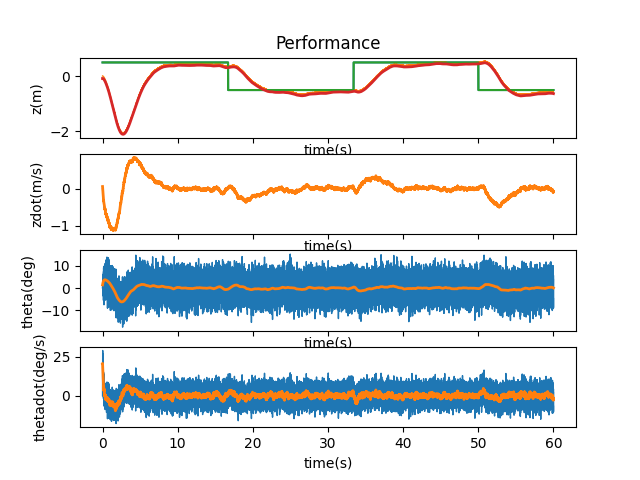 Performance
z(m)
0
−2
time(s)
zdot(m/s)
0
−1
time(s)
theta(deg)
10
0
−10
time(s)
thetadot(deg/s)
25
0
0 10 20 30 40 50 60
time(s)